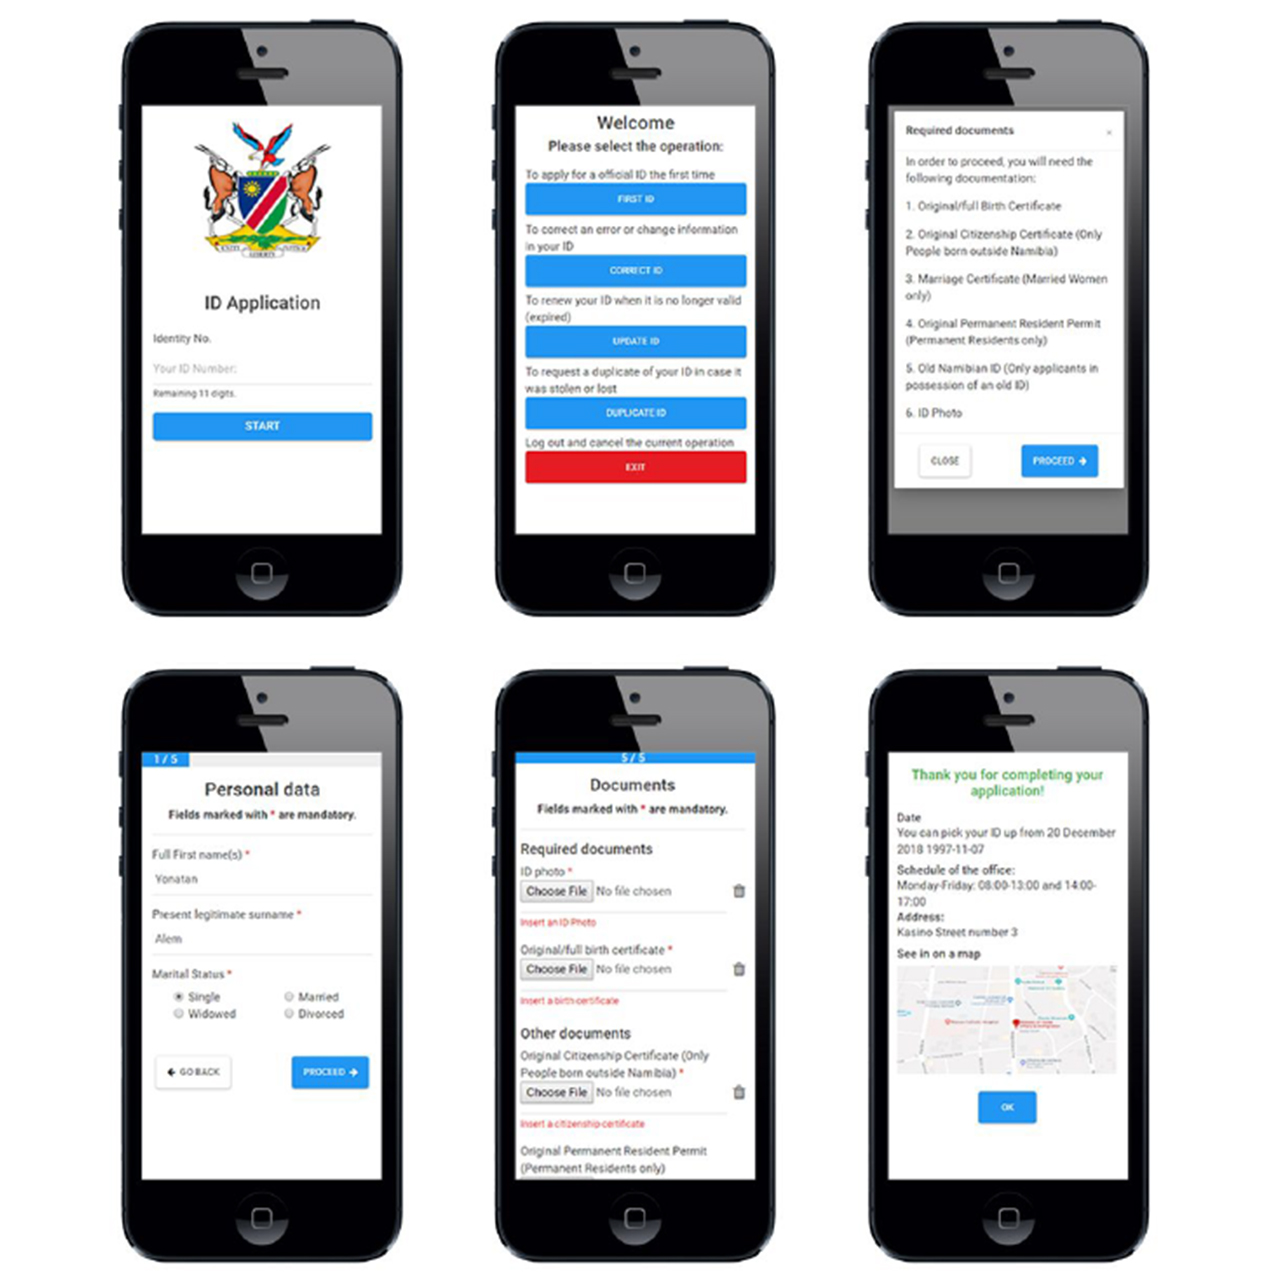 ID Application
Identity No.
Your ID Number:
Remaining 11 digits.
START
Welcome
Please select the operation:
To apply for a official ID the first time
FIRST ID
To correct an error or change information
in your ID
CORRECT ID
To renew your ID when it is no longer valid
(expired)
UPDATE ID
To request a duplicate of your ID in case it
was stolen or lost
DUPLICATE ID
Log out and cancel the current operation
EXIT
Required documents
×
In order to proceed, you will need the
following documentation:
1. Original/full Birth Certificate
2. Original Citizenship Certificate (Only
People born outside Namibia)
3. Marriage Certificate (Married Women
only)
4. Original Permanent Resident Permit
(Permanent Residents only)
5. Old Namibian ID (Only applicants in
possession of an old ID)
6. ID Photo
CLOSE
PROCEED →
1 / 5
Personal data
Fields marked with * are mandatory.
Full First name(s) *
Yonatan
Present legitimate surname *
Alem
Marital Status *
Single
Married
Widowed
Divorced
← GO BACK
PROCEED →
5 / 5
Documents
Fields marked with * are mandatory.
Required documents
ID photo *
Choose File No file chosen
Insert an ID Photo
Original/full birth certificate *
Choose File No file chosen
Insert a birth certificate
Other documents
Original Citizenship Certificate (Only
People born outside Namibia) *
Choose File No file chosen
Insert a citizenship certificate
Original Permanent Resident Permit
(Permanent Residents only)
Thank you for completing your
application!
Date
You can pick your ID up from 20 December
2018 1997-11-07
Schedule of the office:
Monday-Friday: 08:00-13:00 and 14:00-
17:00
Address:
Kasino Street number 3
See in on a map
OK